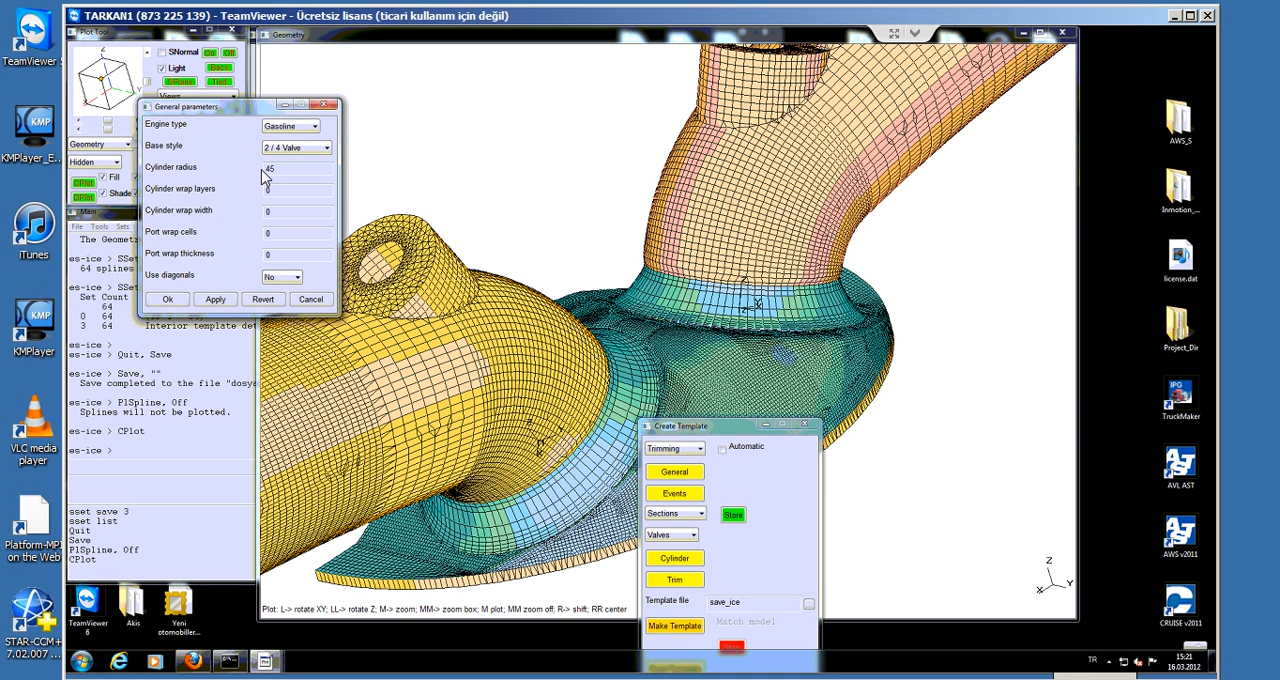 TARKAN1 (873 225 139) - TeamViewer - Ücretsiz lisans (ticari kullanım için değil)
TeamViewer
KMPlayer_E...
iTunes
KMPlayer
VLC media
player
Platform-MPI
on the Web
STAR-CCM+
7.02.007 ...
Plot Tool
SNormal
On
Off
Light
Back
Views
Geometry
Hidden
CPlot
Fill
Shade
Main
File Tools Sets
The Geomet
es-ice > SSet
64 splines
es-ice > SSet
Set Count
64
0 64
3 64 Interior template de
es-ice >
es-ice > Quit, Save
es-ice > Save, ""
Save completed to the file "dosya
es-ice > PlSpline, Off
Splines will not be plotted.
es-ice > CPlot
es-ice >
sset save 3
sset list
Quit
Save
PlSpline, Off
CPlot
General parameters
Engine type Gasoline
Base style 2 / 4 Valve
Cylinder radius 45
Cylinder wrap layers 0
Cylinder wrap width 0
Port wrap cells 0
Port wrap thickness 0
Use diagonals No
Ok Apply Revert Cancel
Geometry
Z
X Y
Plot: L-> rotate XY; LL-> rotate Z; M-> zoom; MM-> zoom box; M plot; MM zoom off; R-> shift; RR center
Create Template
Trimming Automatic
General
Events
Sections Store
Valves
Cylinder
Trim
Template file save_ice ...
Make Template Match model
AWS_S
Inmotion_...
license.dat
Project_Dir
IPG
TruckMaker
AVL AST
AWS v2011
CRUISE v2011
TeamViewer
6
Akis
Yeni
otomobiller...
TR
15:21
16.03.2012